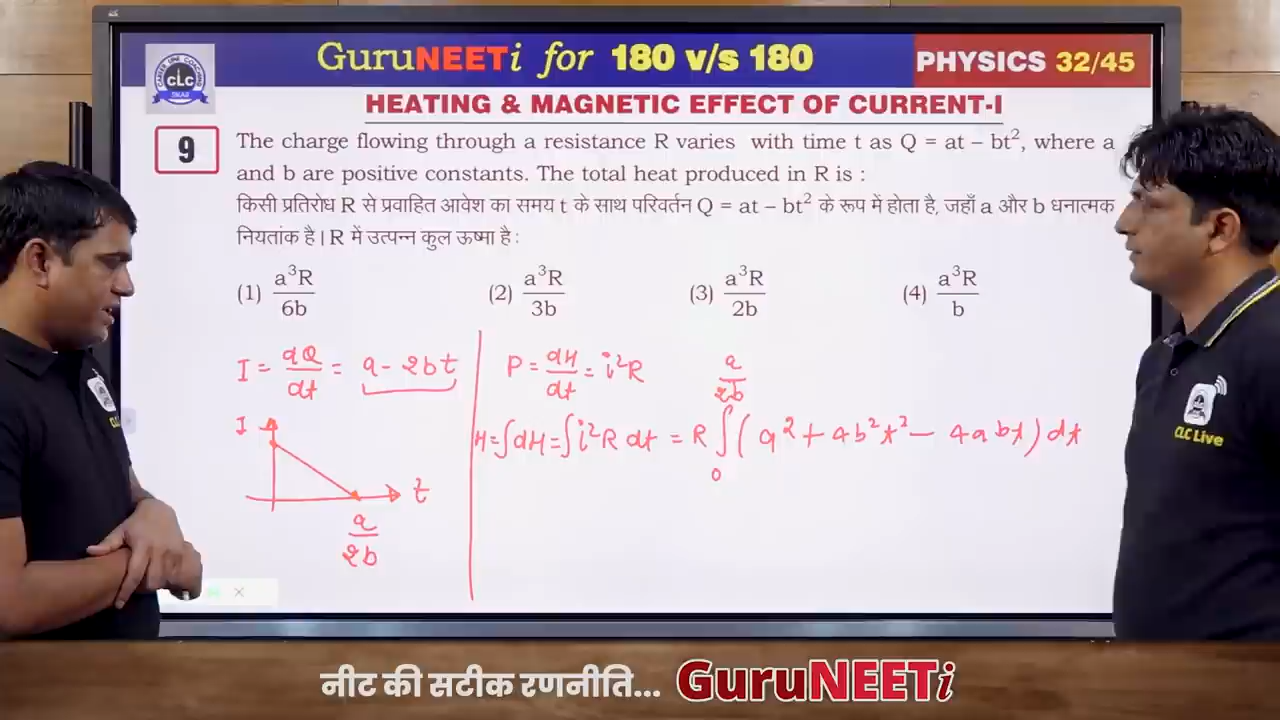 GuruNEETi for 180 v/s 180
PHYSICS 32/45
CLC
HEATING & MAGNETIC EFFECT OF CURRENT-I
9
The charge flowing through a resistance R varies with time t as Q = at – bt², where a
and b are positive constants. The total heat produced in R is :
किसी प्रतिरोध R से प्रवाहित आवेश का समय t के साथ परिवर्तन Q = at – bt² के रूप में होता है, जहाँ a और b धनात्मक
नियतांक है। R में उत्पन्न कुल ऊष्मा है :
(1) a³R/6b (2) a³R/3b (3) a³R/2b (4) a³R/b
I = dQ/dt = a - 2bt
P = dH/dt = i²R
H = ∫dH = ∫i²R dt = R ∫₀^(a/2b) (a² + 4b²t² - 4abt) dt
I
t
a/2b
CLC Live
नीट की सटीक रणनीति... GuruNEETi